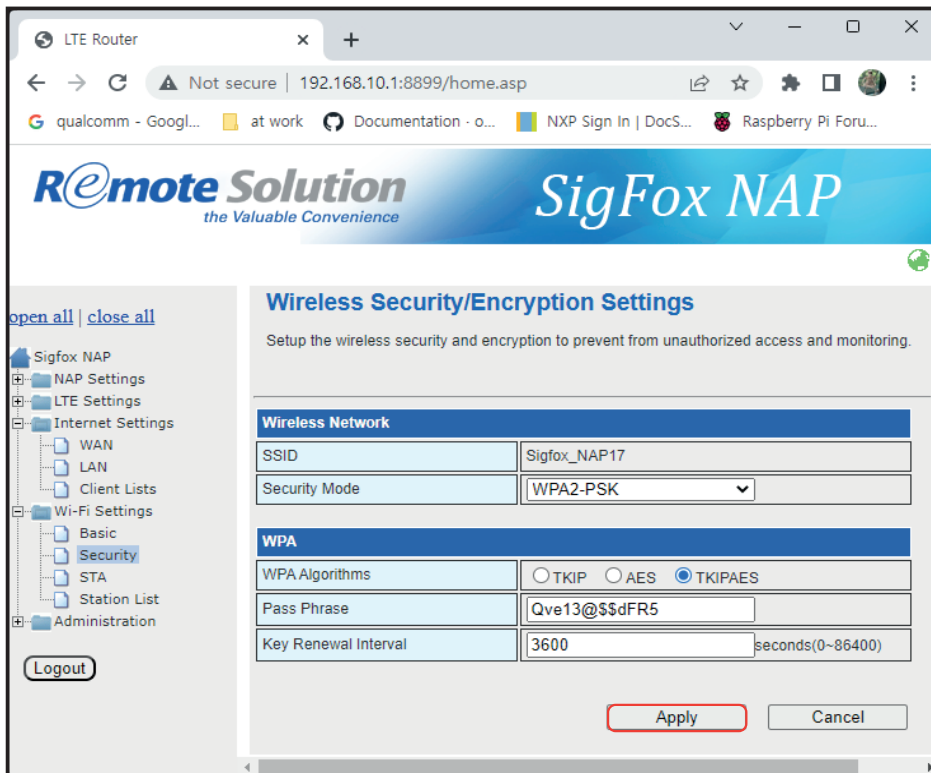 LTE Router
Not secure | 192.168.10.1:8899/home.asp
qualcomm - Googl... at work Documentation · o... NXP Sign In | DocS... Raspberry Pi Foru...
Remote Solution
the Valuable Convenience
SigFox NAP
open all | close all
Sigfox NAP
NAP Settings
LTE Settings
Internet Settings
WAN
LAN
Client Lists
Wi-Fi Settings
Basic
Security
STA
Station List
Administration
Logout
Wireless Security/Encryption Settings
Setup the wireless security and encryption to prevent from unauthorized access and monitoring.
Wireless Network
SSID Sigfox_NAP17
Security Mode WPA2-PSK
WPA
WPA Algorithms TKIP AES TKIPAES
Pass Phrase Qve13@$$dFR5
Key Renewal Interval 3600 seconds(0~86400)
Apply Cancel